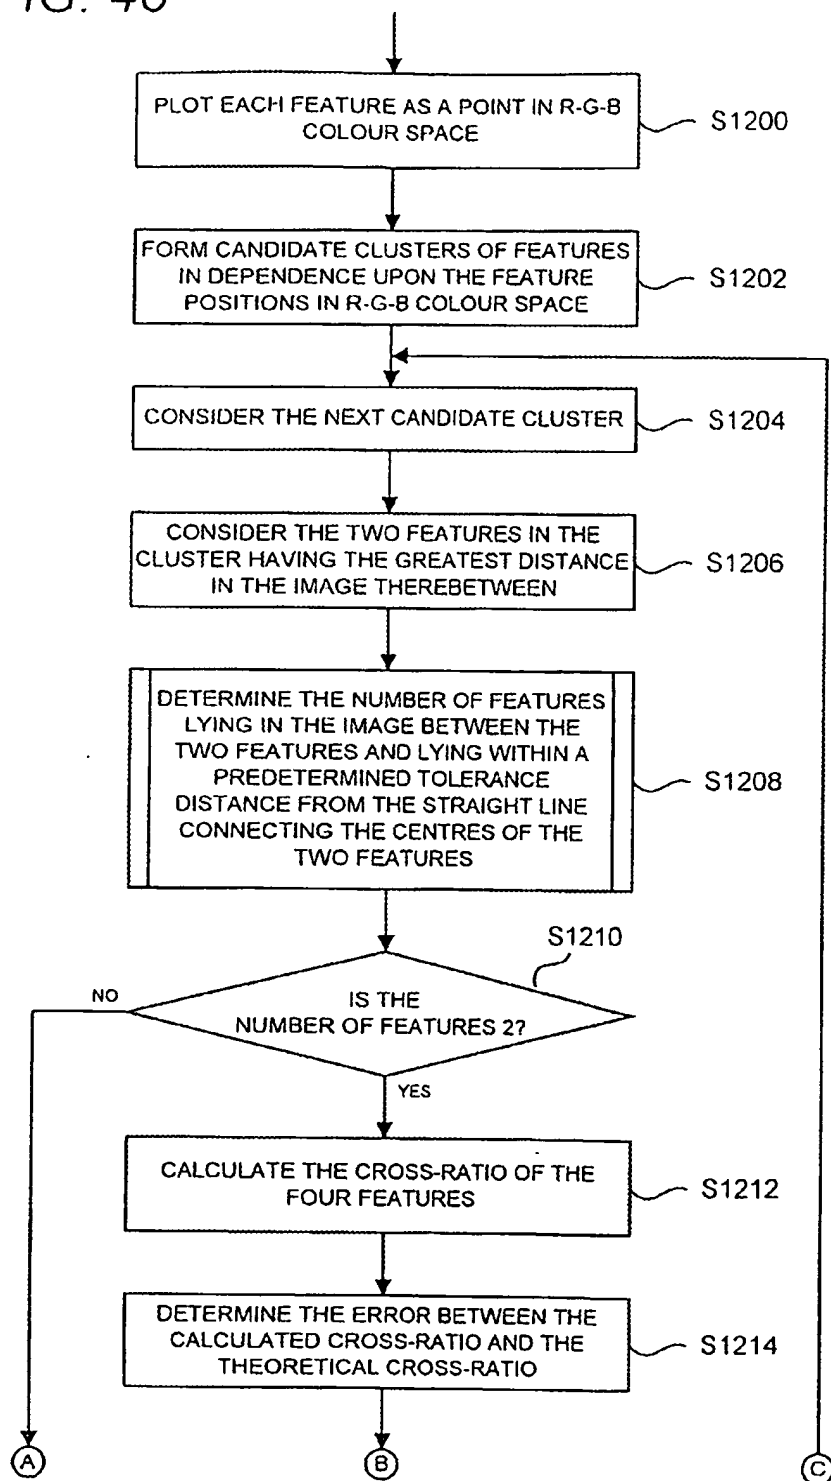 PLOT EACH FEATURE AS A POINT IN R-G-B
COLOUR SPACE
S1200
FORM CANDIDATE CLUSTERS OF FEATURES
IN DEPENDENCE UPON THE FEATURE
POSITIONS IN R-G-B COLOUR SPACE
S1202
CONSIDER THE NEXT CANDIDATE CLUSTER
S1204
CONSIDER THE TWO FEATURES IN THE
CLUSTER HAVING THE GREATEST DISTANCE
IN THE IMAGE THEREBETWEEN
S1206
DETERMINE THE NUMBER OF FEATURES
LYING IN THE IMAGE BETWEEN THE
TWO FEATURES AND LYING WITHIN A
PREDETERMINED TOLERANCE
DISTANCE FROM THE STRAIGHT LINE
CONNECTING THE CENTRES OF THE
TWO FEATURES
S1208
S1210
NO
IS THE
NUMBER OF FEATURES 2?
YES
CALCULATE THE CROSS-RATIO OF THE
FOUR FEATURES
S1212
DETERMINE THE ERROR BETWEEN THE
CALCULATED CROSS-RATIO AND THE
THEORETICAL CROSS-RATIO
S1214
A
B
C